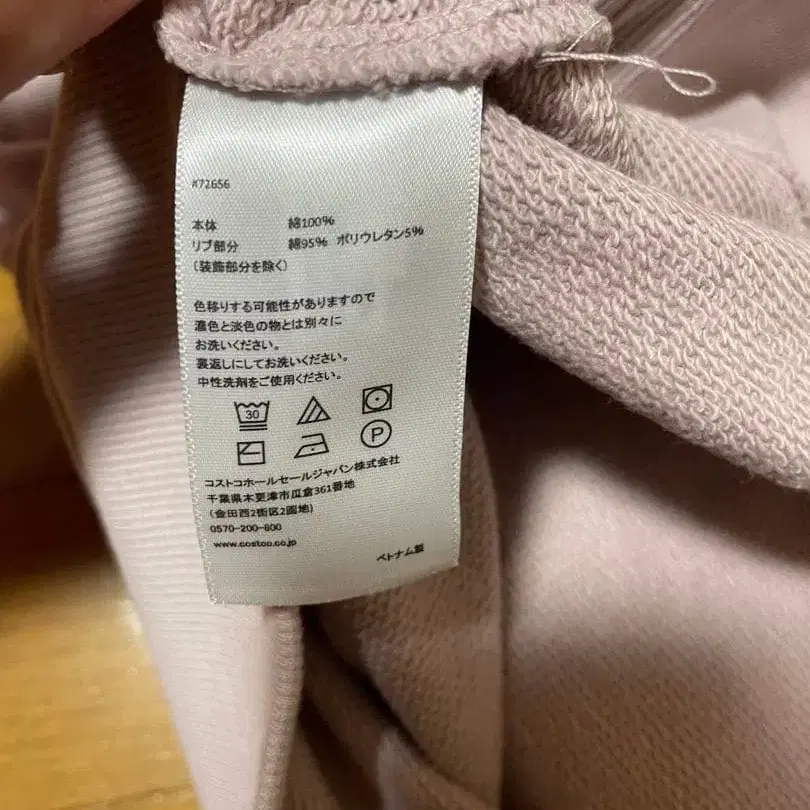 #72656
本体 綿100%
リブ部分 綿95% ポリウレタン5%
(装飾部分を除く)
色移りする可能性がありますので
濃色と淡色の物とは別々に
お洗いください。
裏返しにしてお洗いください。
中性洗剤をご使用ください。
30
P
コストコホールセールジャパン株式会社
千葉県木更津市瓜倉361番地
(金田西2街区2画地)
0570-200-800
www.costco.co.jp
ベトナム製